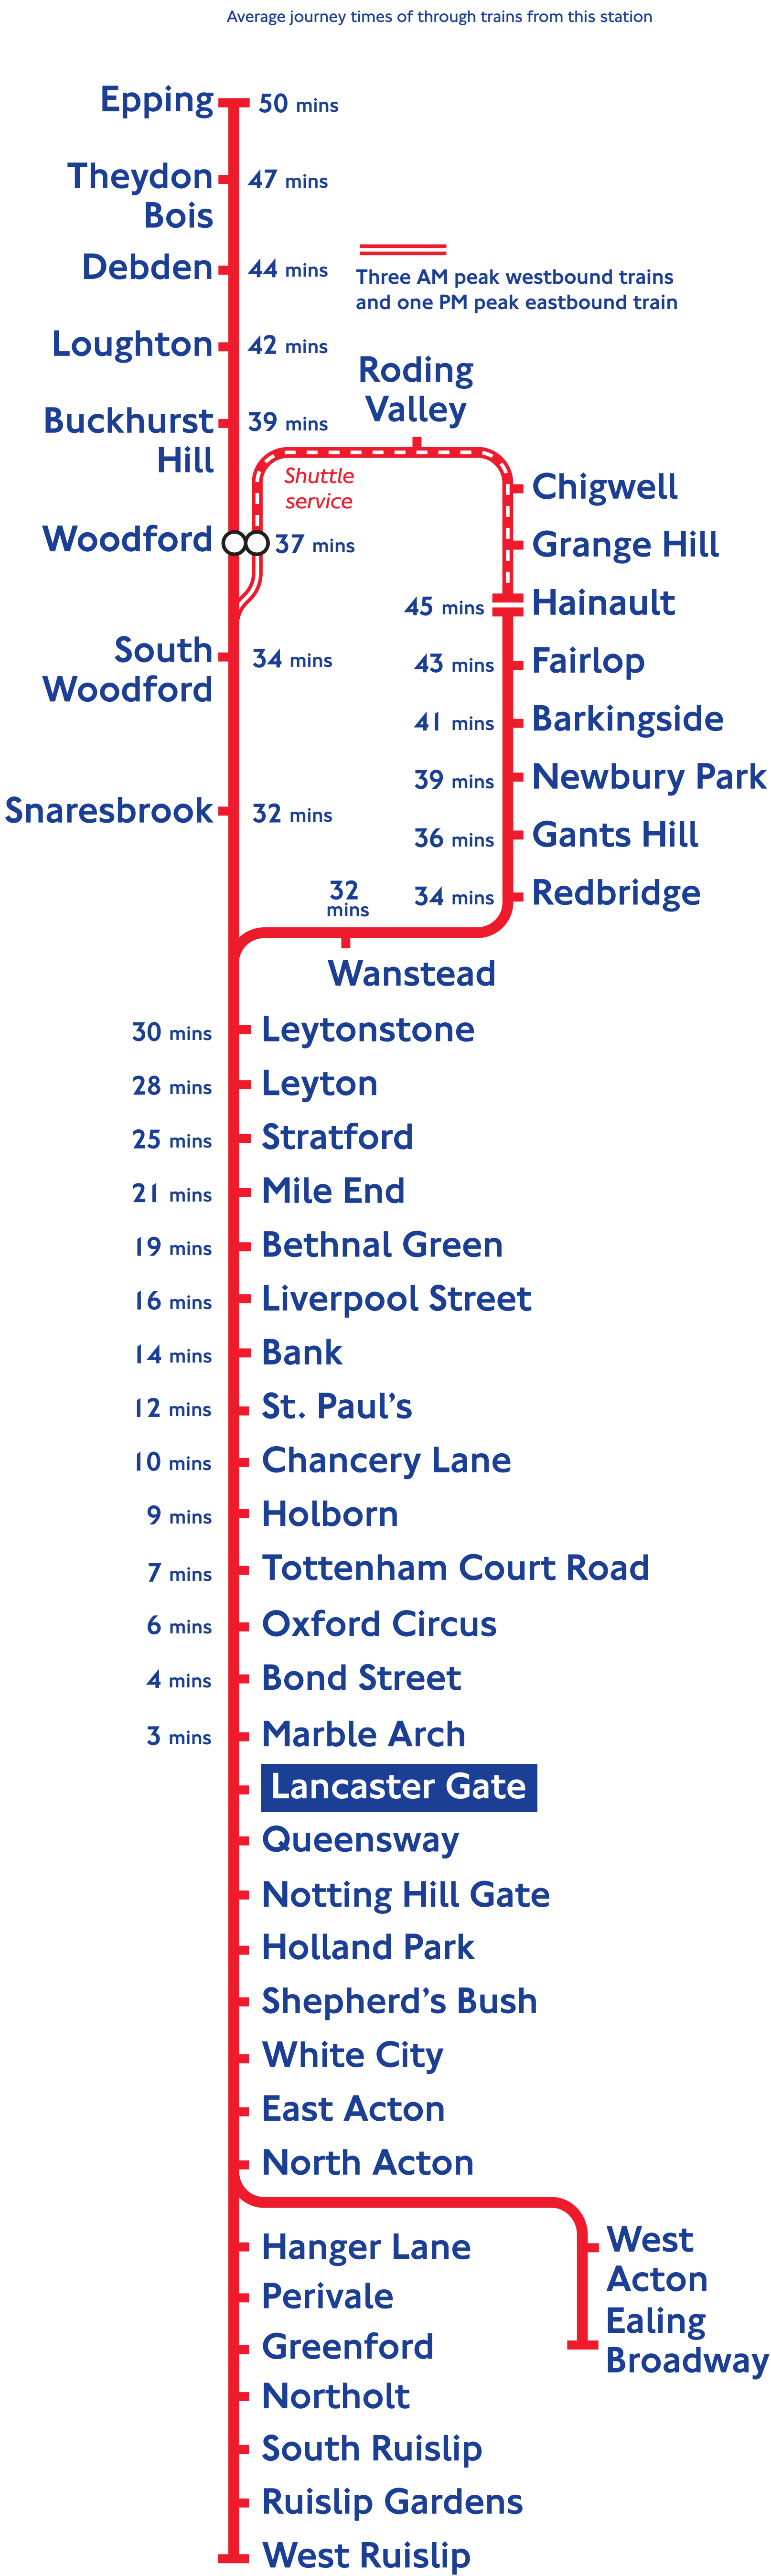 Average journey times of through trains from this station
Epping 50 mins
Theydon 47 mins
Bois
Debden 44 mins
Three AM peak westbound trains
and one PM peak eastbound train
Loughton 42 mins
Roding
Valley
Buckhurst 39 mins
Hill
Shuttle
service
Chigwell
Woodford 37 mins
Grange Hill
45 mins Hainault
South 34 mins
Woodford
43 mins Fairlop
41 mins Barkingside
39 mins Newbury Park
Snaresbrook 32 mins
36 mins Gants Hill
34 mins Redbridge
32
mins
Wanstead
30 mins Leytonstone
28 mins Leyton
25 mins Stratford
21 mins Mile End
19 mins Bethnal Green
16 mins Liverpool Street
14 mins Bank
12 mins St. Paul’s
10 mins Chancery Lane
9 mins Holborn
7 mins Tottenham Court Road
6 mins Oxford Circus
4 mins Bond Street
3 mins Marble Arch
Lancaster Gate
Queensway
Notting Hill Gate
Holland Park
Shepherd’s Bush
White City
East Acton
North Acton
Hanger Lane
West
Acton
Perivale
Ealing
Broadway
Greenford
Northolt
South Ruislip
Ruislip Gardens
West Ruislip